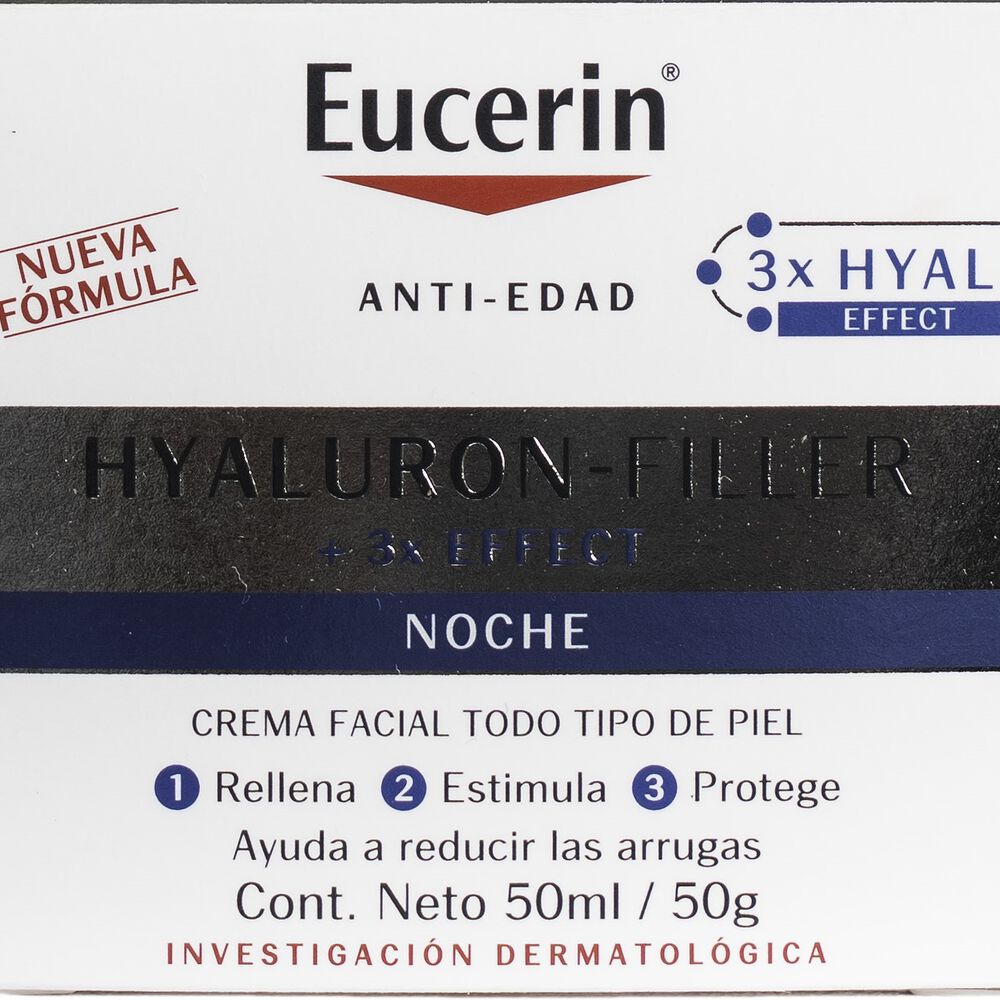 Eucerin®
NUEVA
FÓRMULA
ANTI-EDAD
3x HYAL
EFFECT
HYALURON-FILLER
+ 3x EFFECT
NOCHE
CREMA FACIAL TODO TIPO DE PIEL
1 Rellena 2 Estimula 3 Protege
Ayuda a reducir las arrugas
Cont. Neto 50ml / 50g
INVESTIGACIÓN DERMATOLÓGICA